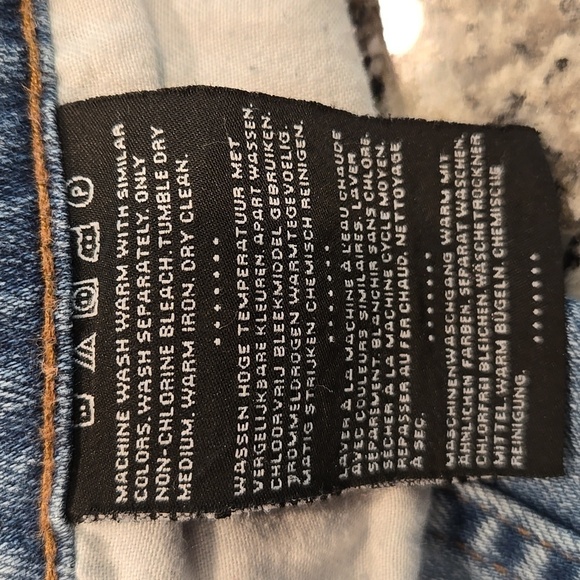 MACHINE WASH WARM WITH SIMILAR
COLORS. WASH SEPARATELY. ONLY
NON-CHLORINE BLEACH. TUMBLE DRY
MEDIUM. WARM IRON. DRY CLEAN.
WASSEN HOGE TEMPERATUUR MET
VERGELIJKBARE KLEUREN. APART WASSEN.
CHLOORVRIJ BLEEKMIDDEL GEBRUIKEN.
DROMMELDROGEN WARMTEGEVOELIG.
MATIG STRIJKEN CHEMISCH REINIGEN.
LAVER À LA MACHINE À L'EAU CHAUDE
AVEC COULEURS SIMILAIRES. LAVER
SÉPARÉMENT. BLANCHIR SANS CHLORE.
SÉCHER À LA MACHINE CYCLE MOYEN.
REPASSER AU FER CHAUD. NETTOYAGE
À SEC.
MASCHINENWASCHGANG WARM MIT
ÄHNLICHEN FARBEN. SEPARAT WASCHEN.
CHLORFREI BLEICHEN. WÄSCHETROCKNER
MITTEL. WARM BÜGELN. CHEMISCHE
REINIGUNG.
P